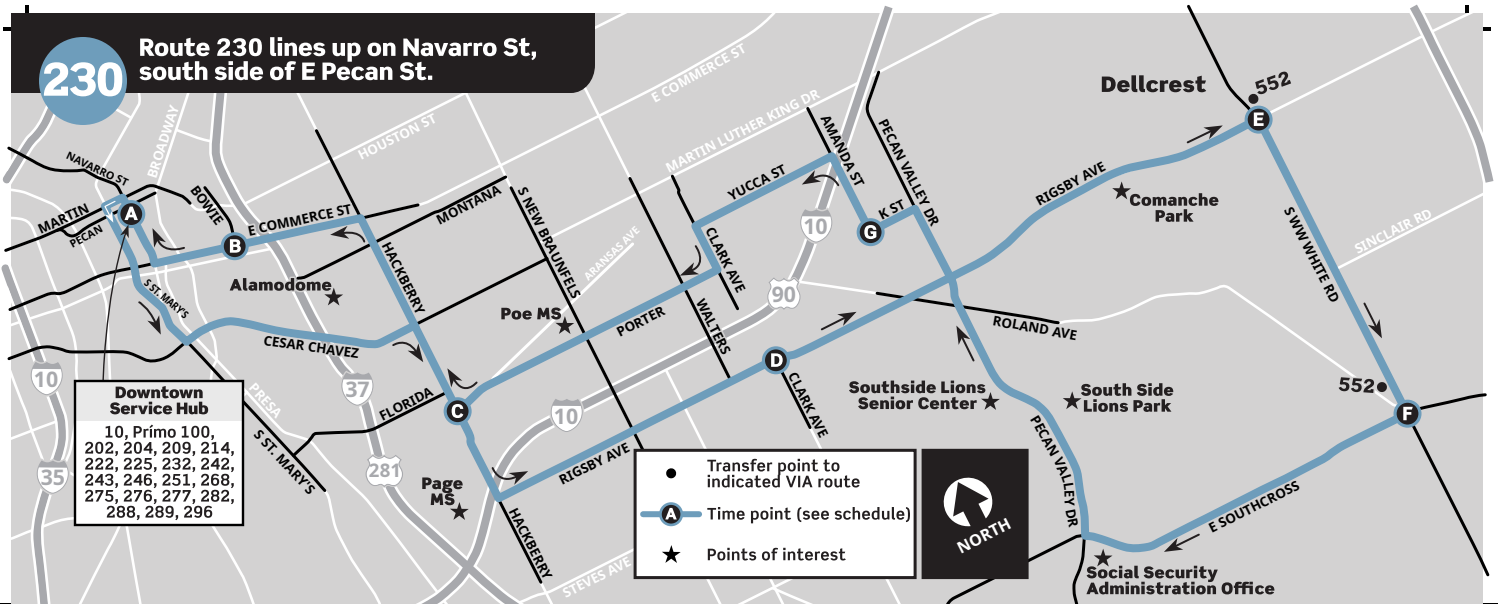 230
Route 230 lines up on Navarro St,
south side of E Pecan St.
NAVARRO ST
BROADWAY
MARTIN
PECAN
BOWIE
A
B
E COMMERCE ST
HOUSTON ST
E COMMERCE ST
MARTIN LUTHER KING DR
MONTANA
S NEW BRAUNFELS
ARANSAS AVE
HACKBERRY
Alamodome
S ST. MARY'S
CESAR CHAVEZ
Poe MS
PORTER
WALTERS
CLARK AVE
YUCCA ST
AMANDA ST
PECAN VALLEY DR
K ST
G
10
90
Dellcrest
552
E
RIGSBY AVE
Comanche
Park
S WW WHITE RD
SINCLAIR RD
ROLAND AVE
D
CLARK AVE
Southside Lions
Senior Center
South Side
Lions Park
552
F
PECAN VALLEY DR
E SOUTHCROSS
Social Security
Administration Office
10
35
37
281
10
PRESA
S ST. MARY'S
FLORIDA
C
RIGSBY AVE
Page
MS
HACKBERRY
STEVES AVE
Downtown
Service Hub
10, Prímo 100,
202, 204, 209, 214,
222, 225, 232, 242,
243, 246, 251, 268,
275, 276, 277, 282,
288, 289, 296
Transfer point to
indicated VIA route
A
Time point (see schedule)
Points of interest
NORTH